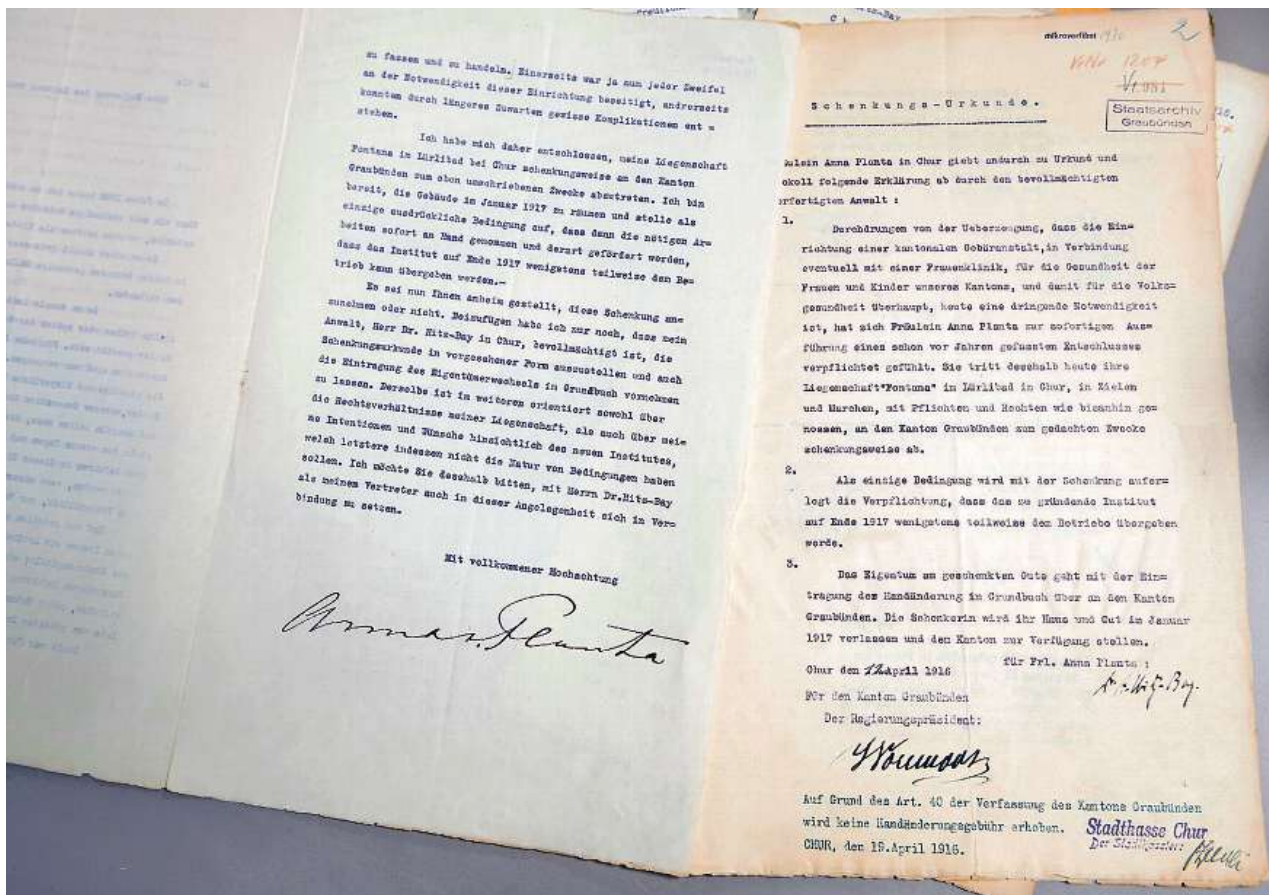 zu fassen und zu handeln. Einerseits war ja nun jeder Zweifel
an der Notwendigkeit dieser Einrichtung beseitigt, andrerseits
konnten durch längeres Zuwarten gewisse Komplikationen ent =
stehen.
Ich habe mich daher entschlossen, meine Liegenschaft
Fontana in Lürlibad bei Chur schenkungsweise an den Kanton
Graubünden zum oben umschriebenen Zwecke abzutreten. Ich bin
bereit, die Gebäude im Januar 1917 zu räumen und stelle als
einzige ausdrückliche Bedingung auf, dass dann die nötigen Ar=
beiten sofort an Hand genommen und derart gefördert werden,
dass das Institut auf Ende 1917 wenigstens teilweise dem Be=
trieb kann übergeben werden.-
Es sei nun Ihnen anheim gestellt, diese Schenkung an=
zunehmen oder nicht. Beizufügen habe ich nur noch, dass mein
Anwalt, Herr Dr. Hitz-Bay in Chur, bevollmächtigt ist, die
Schenkungsurkunde in vorgesehener Form auszustellen und auch
die Eintragung des Eigentümerwechsels in Grundbuch vornehmen
zu lassen. Derselbe ist im weitern orientiert sowohl über
die Rechtsverhältnisse meiner Liegenschaft, als auch über mei=
ne Intentionen und Wünsche hinsichtlich des neuen Institutes,
welch letztere indessen nicht die Natur von Bedingungen haben
sollen. Ich möchte Sie desshalb bitten, mit Herrn Dr.Hitz-Bay
als meinem Vertreter auch in dieser Angelegenheit sich in Ver=
bindung zu setzen.
Mit vollkommener Hochachtung
Anna v. Planta
mikroverfilmt
2
1207
Staatsarchiv
Graubünden
Schenkungs-Urkunde.
äulein Anna Planta in Chur giebt andurch zu Urkund und
okoll folgende Erklärung ab durch den bevollmächtigten
erfertigten Anwalt :
1.
Durchdrungen von der Ueberzeugung, dass die Ein=
richtung einer kantonalen Gebäranstalt, in Verbindung
eventuell mit einer Frauenklinik, für die Gesundheit der
Frauen und Kinder unseres Kantons, und damit für die Volks=
gesundheit überhaupt, heute eine dringende Notwendigkeit
ist, hat sich Fräulein Anna Planta zur sofortigen Aus=
führung eines schon vor Jahren gefassten Entschlusses
verpflichtet gefühlt. Sie tritt desshalb heute ihre
Liegenschaft"Fontana" in Lürlibad in Chur, in Zielen
und Marchen, mit Pflichten und Rechten wie bisanhin ge=
nossen, an den Kanton Graubünden zum gedachten Zwecke
schenkungsweise ab.
2.
Als einzige Bedingung wird mit der Schenkung aufer=
legt die Verpflichtung, dass das zu gründende Institut
auf Ende 1917 wenigstens teilweise dem Betriebe übergeben
werde.
3.
Das Eigentum am geschenkten Gute geht mit der Ein=
tragung der Handänderung in Grundbuch über an den Kanton
Graubünden. Die Schenkerin wird ihr Haus und Gut im Januar
1917 verlassen und dem Kanton zur Verfügung stellen.
Chur den 12. April 1916
für Frl. Anna Planta :
Dr. Hitz-Bay.
Für den Kanton Graubünden
Der Regierungspräsident:
Auf Grund des Art. 40 der Verfassung des Kantons Graubünden
wird keine Handänderungsgebühr erhoben.
Stadtkasse Chur
Der Stadtkassier:
CHUR, den 19.April 1916.